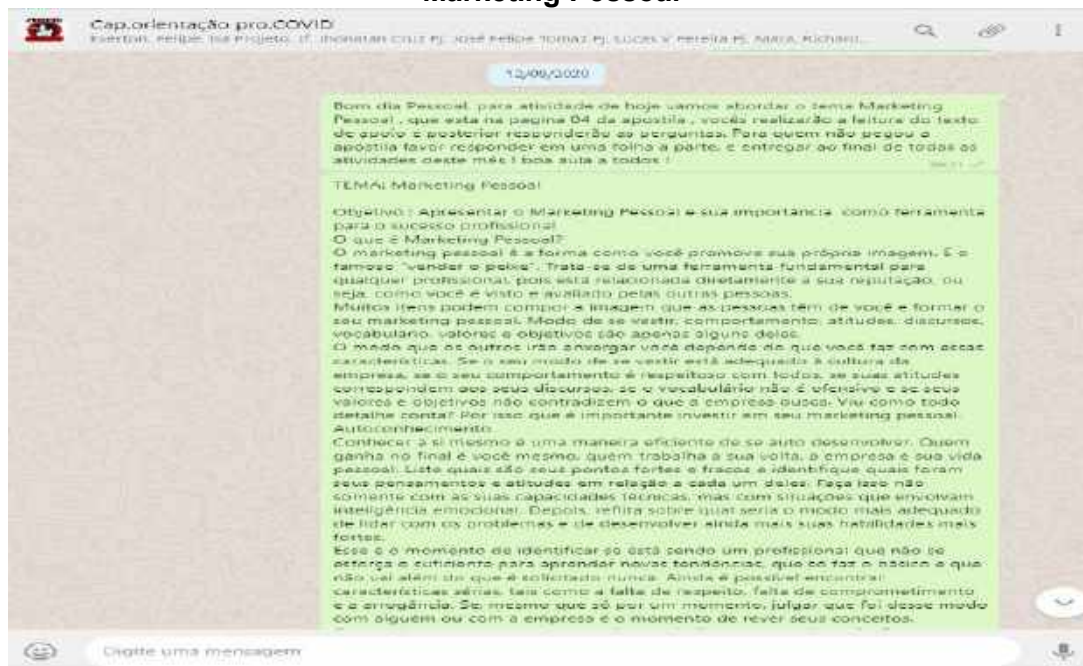 Marketing Pessoal
Cap.orientação pro.COVID
Everton, Felipe, Isa Projeto, Jhonatan Cruz Pj, José Felipe Tomaz Pj, Lucas V Pereira Pj, Mara, Richard...
12/08/2020
Bom dia Pessoal, para atividade de hoje vamos abordar o tema Marketing
Pessoal , que esta na pagina 04 da apostila , vocês realizarão a leitura do texto
de apoio e posterior responderão as perguntas. Para quem não pegou a
apostila favor responder em uma folha a parte, e entregar ao final de todas as
atividades deste mês ! boa aula a todos !
TEMA: Marketing Pessoal
Objetivo : Apresentar o Marketing Pessoal e sua importância como ferramenta
para o sucesso profissional
O que é Marketing Pessoal?
O marketing pessoal é a forma como você promove sua própria imagem. É o
famoso "vender o peixe". Trata-se de uma ferramenta fundamental para
qualquer profissional, pois está relacionada diretamente a sua reputação, ou
seja, como você é visto e avaliado pelas outras pessoas.
Muitos itens podem compor a imagem que as pessoas têm de você e formar o
seu marketing pessoal. Modo de se vestir, comportamento, atitudes, discursos,
vocabulário, valores e objetivos são apenas alguns deles.
O modo que os outros irão enxergar você depende do que você faz com essas
características. Se o seu modo de se vestir está adequado à cultura da
empresa, se o seu comportamento é respeitoso com todos, se suas atitudes
correspondem aos seus discursos, se o vocabulário não é ofensivo e se seus
valores e objetivos não contradizem o que a empresa busca. Viu como todo
detalhe conta? Por isso que é importante investir em seu marketing pessoal.
Autoconhecimento
Conhecer a si mesmo é uma maneira eficiente de se auto desenvolver. Quem
ganha no final é você mesmo, quem trabalha a sua volta, a empresa e sua vida
pessoal. Liste quais são seus pontos fortes e fracos e identifique quais foram
seus pensamentos e atitudes em relação a cada um deles. Faça isso não
somente com as suas capacidades técnicas, mas com situações que envolvam
inteligência emocional. Depois, reflita sobre qual seria o modo mais adequado
de lidar com os problemas e de desenvolver ainda mais suas habilidades mais
fortes.
Esse é o momento de identificar se está sendo um profissional que não se
esforça o suficiente para aprender novas tendências, que só faz o básico e que
não vai além do que é solicitado nunca. Ainda é possível encontrar
características sérias, tais como a falta de respeito, falta de comprometimento
e a arrogância. Se, mesmo que só por um momento, julgar que foi desse modo
com alguém ou com a empresa é o momento de rever seus conceitos.
Digite uma mensagem